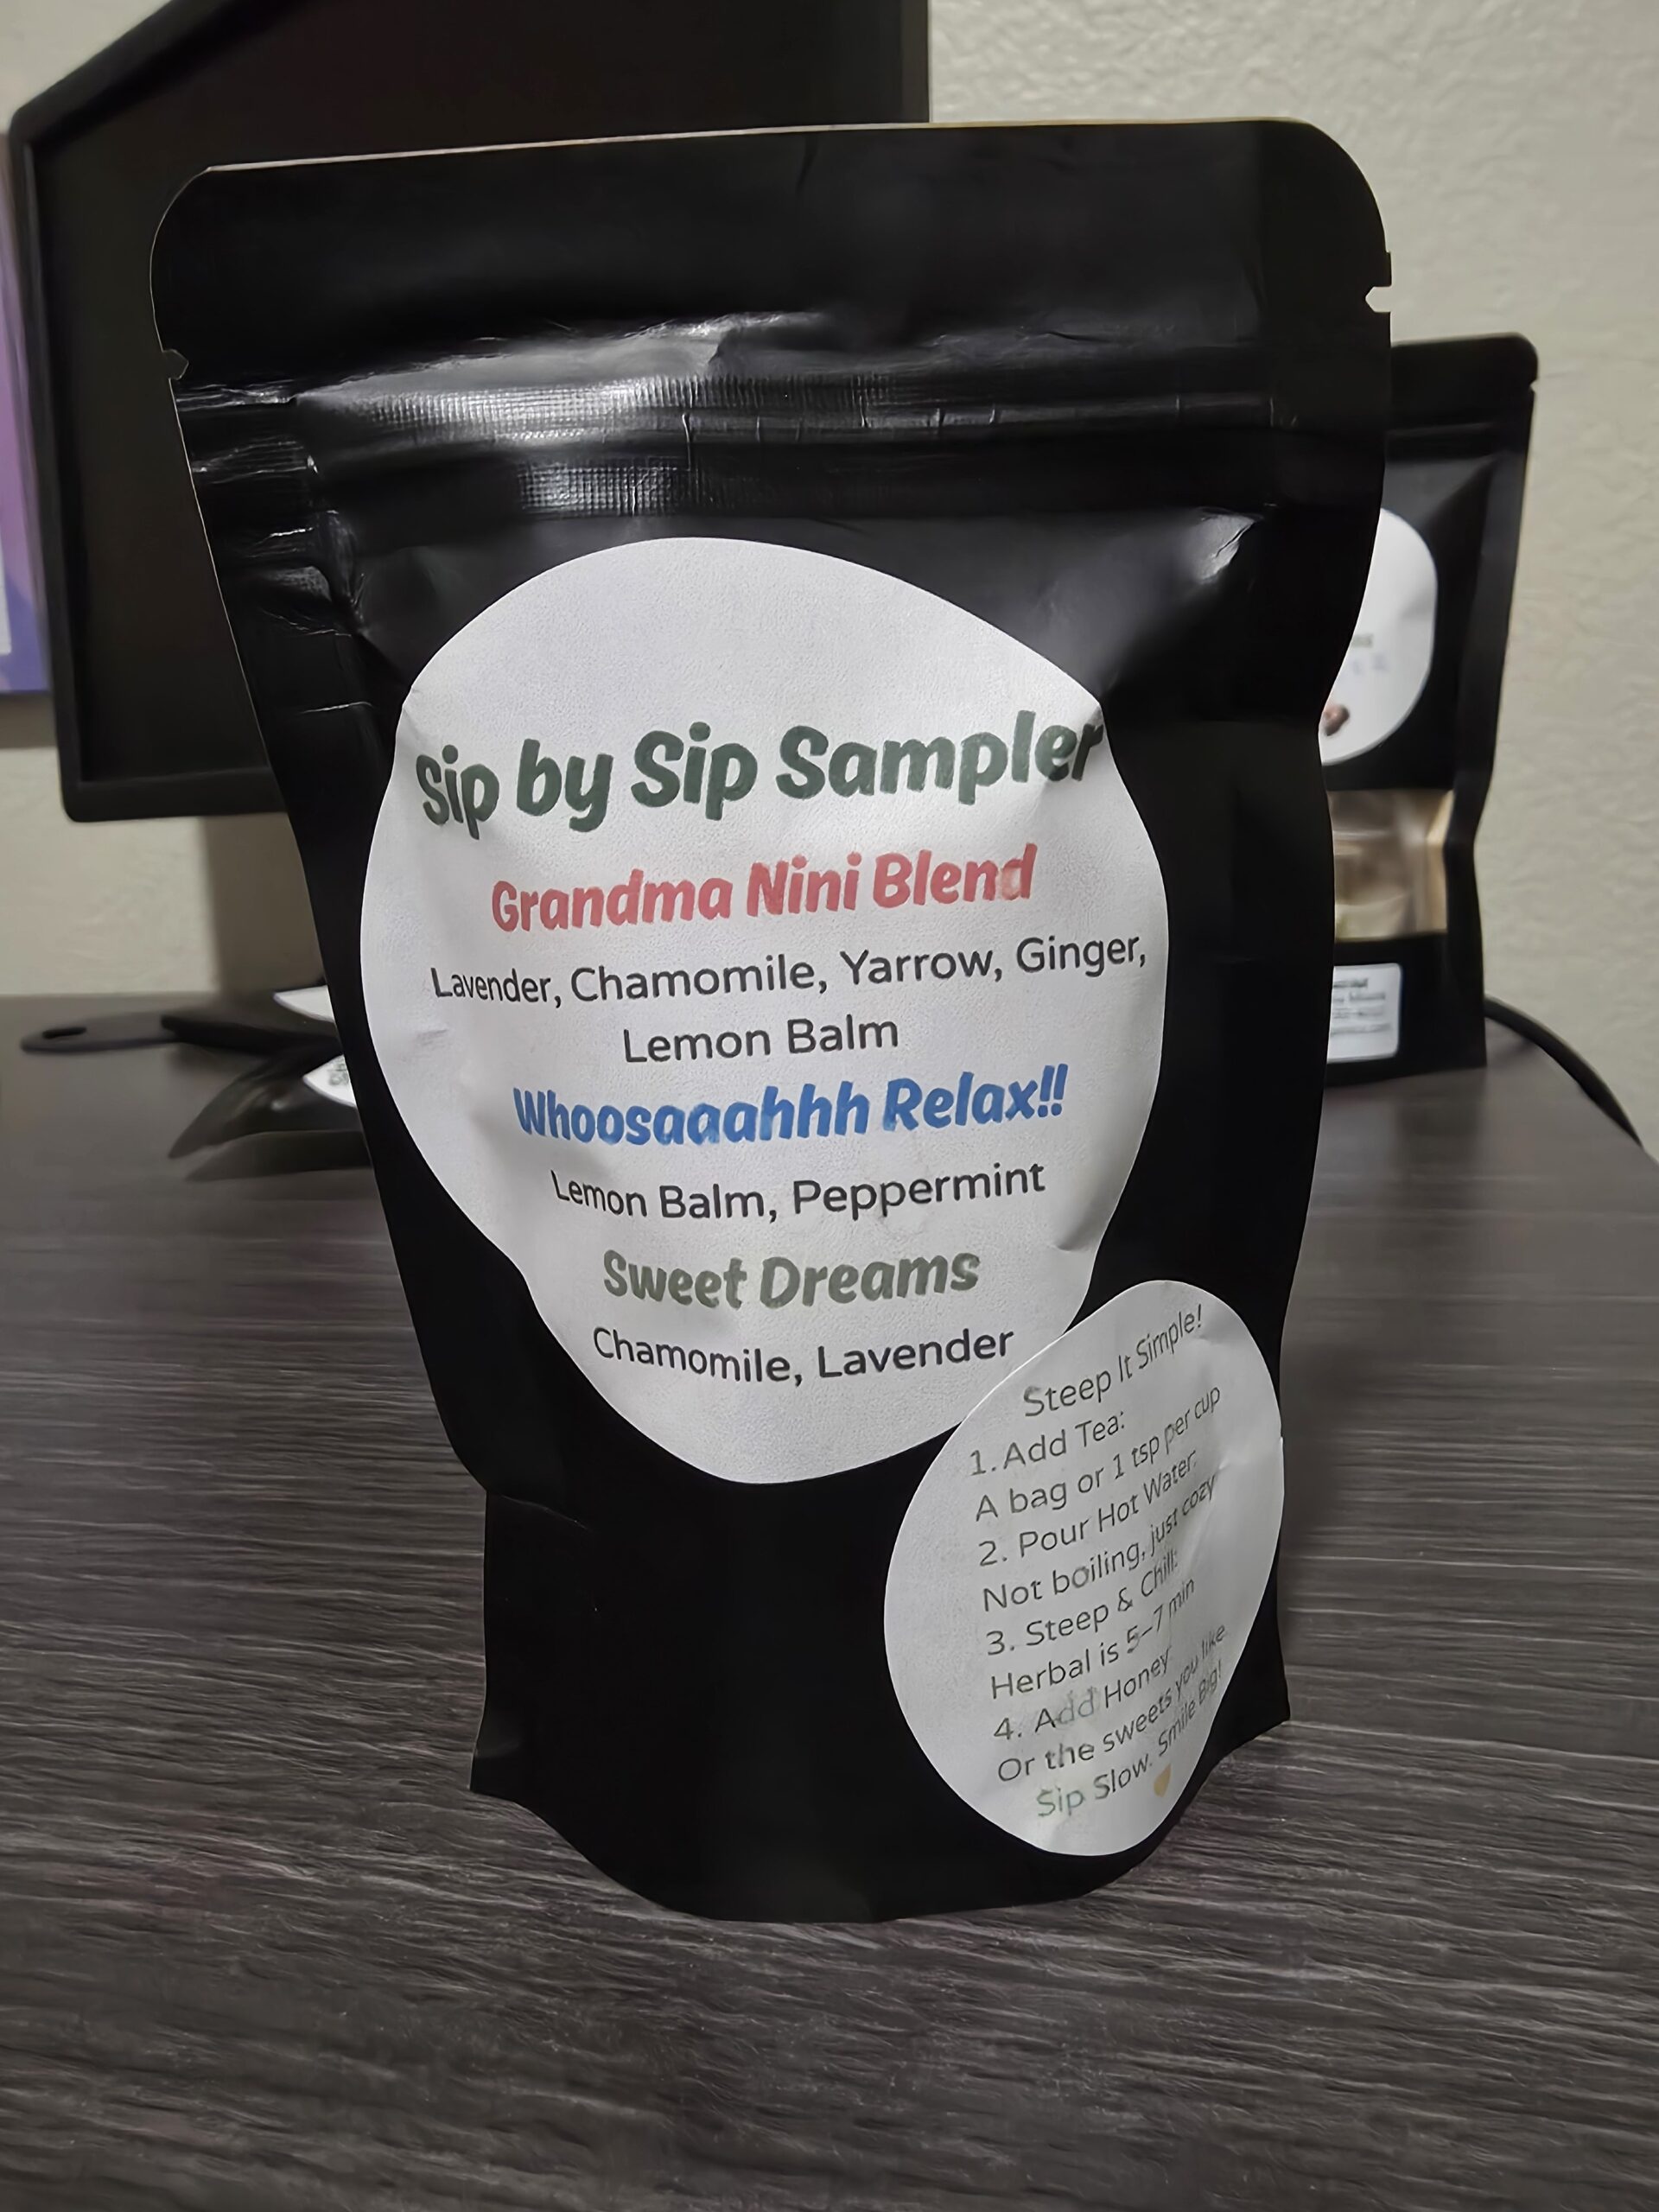 Sip by Sip Sampler
Grandma Nini Blend
Lavender, Chamomile, Yarrow, Ginger,
Lemon Balm
Whoosaaahhh Relax!!
Lemon Balm, Peppermint
Sweet Dreams
Chamomile, Lavender
Steep It Simple!
1. Add Tea:
A bag or 1 tsp per cup
2. Pour Hot Water:
Not boiling, just cozy
3. Steep & Chill:
Herbal is 5–7 min
4. Add Honey
Or the sweets you like
Sip Slow. Smile Big!